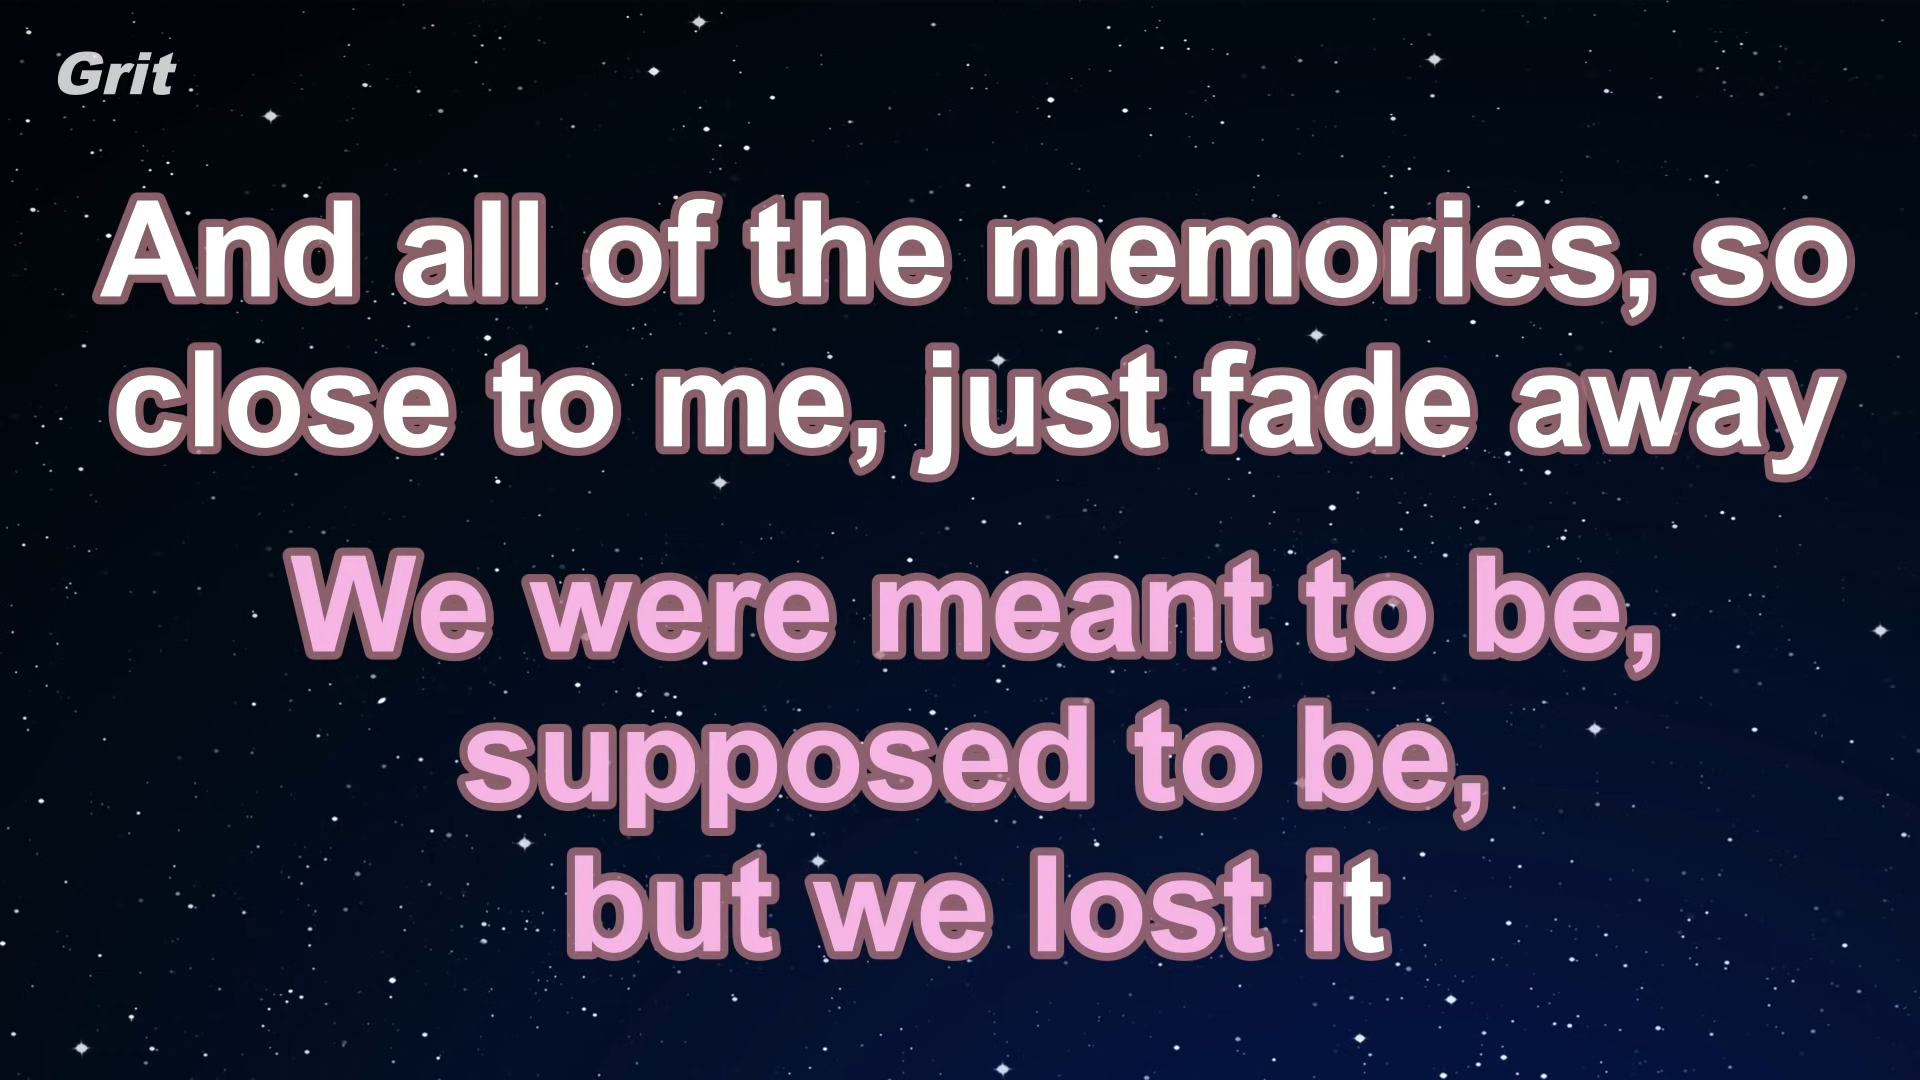 Grit
And all of the memories, so
close to me, just fade away
We were meant to be,
supposed to be,
but we lost it